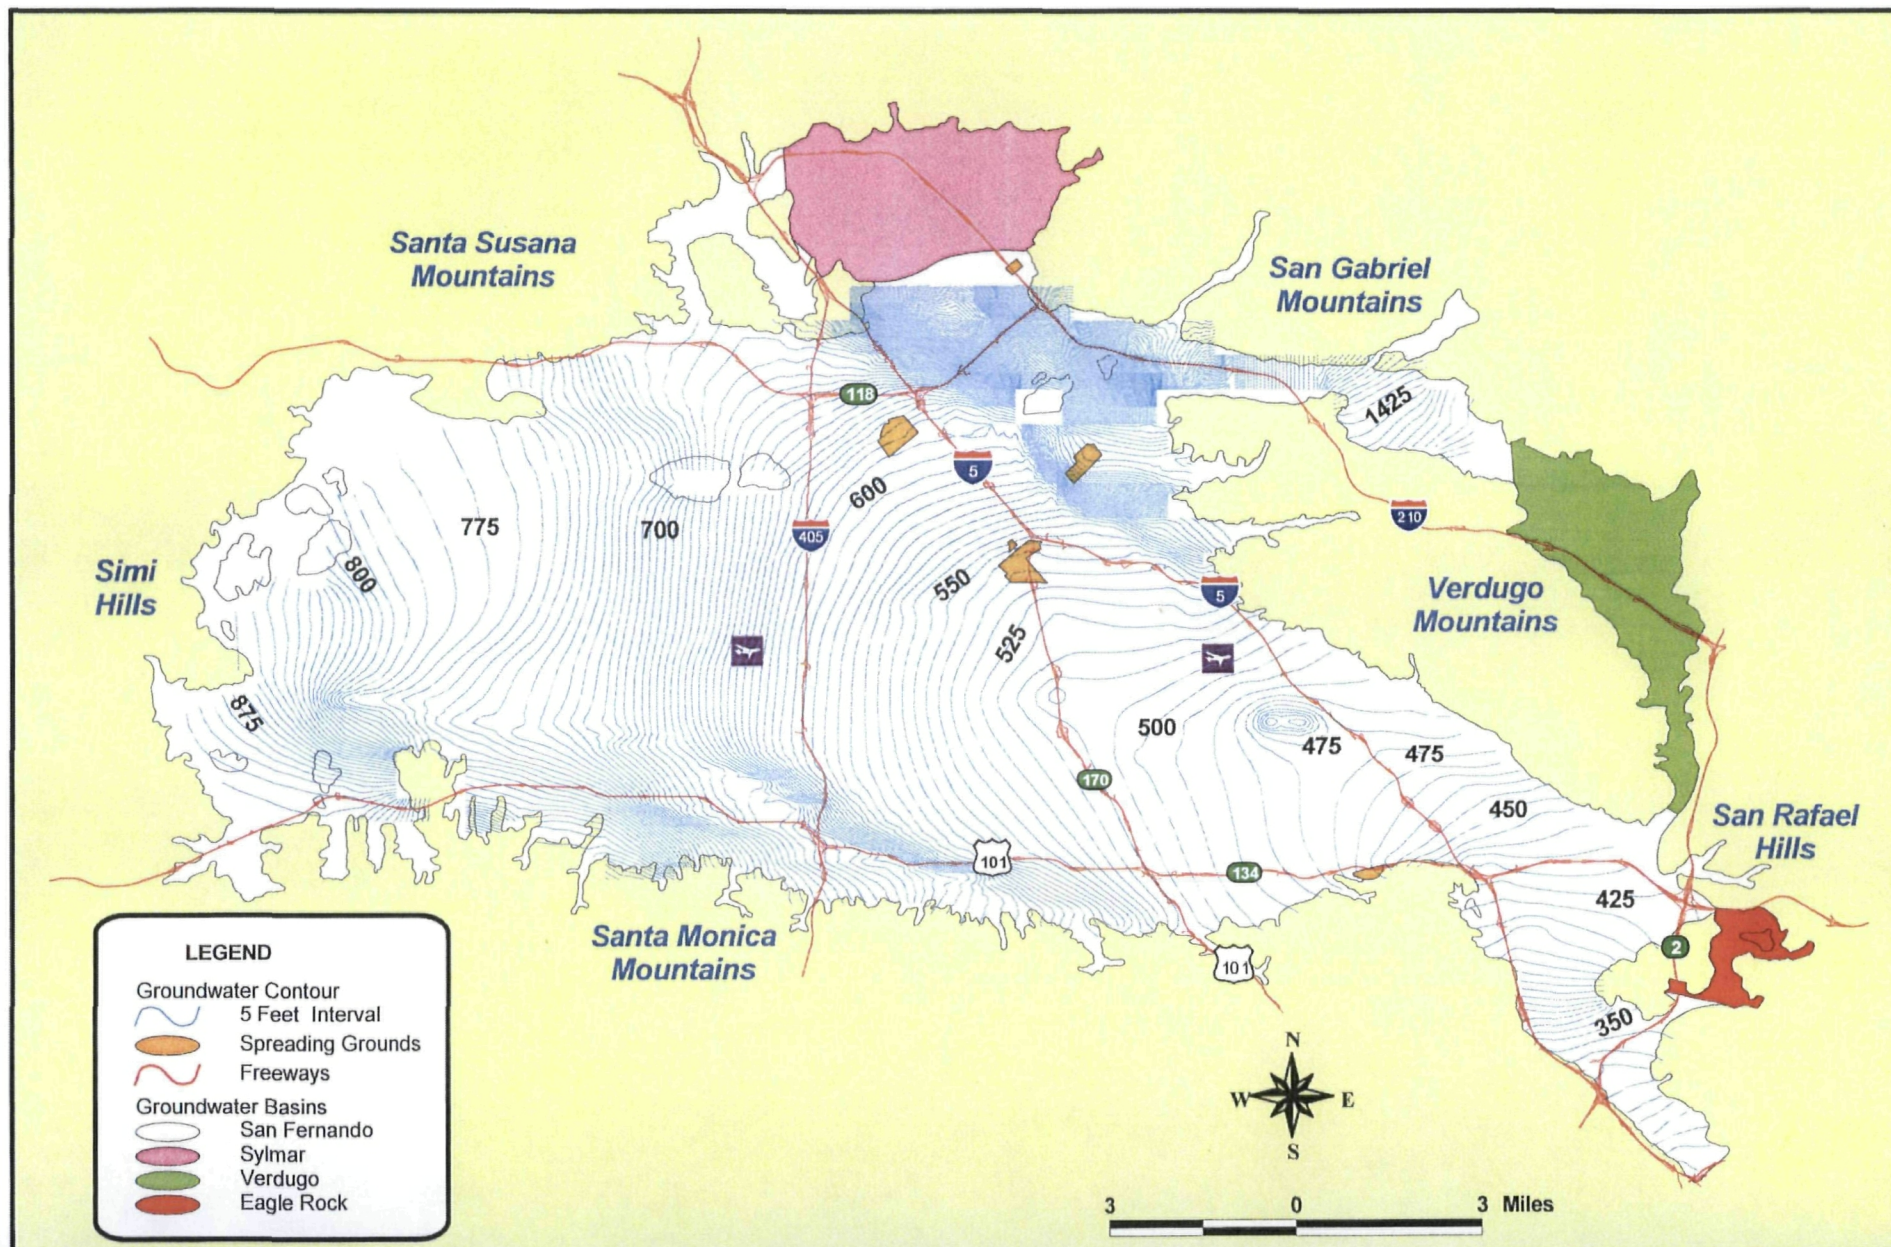 Santa Susana
Mountains
San Gabriel
Mountains
118
1425
5
600
210
775
700
405
800
Simi
Hills
550
5
Verdugo
Mountains
525
875
500
475
475
170
450
San Rafael
Hills
101
134
425
Santa Monica
Mountains
2
101
350
LEGEND
Groundwater Contour
5 Feet Interval
Spreading Grounds
Freeways
Groundwater Basins
San Fernando
Sylmar
Verdugo
Eagle Rock
N
W E
S
3 0 3 Miles